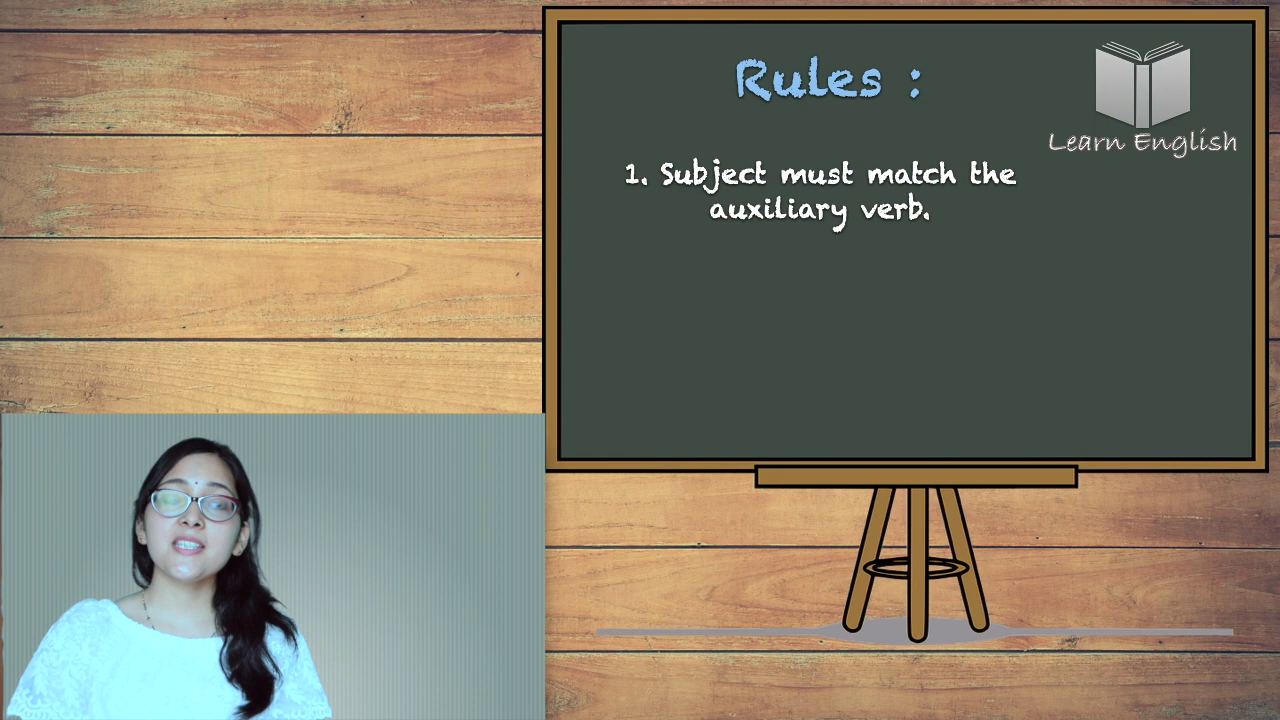 Rules :
Learn English
1. Subject must match the
auxiliary verb.